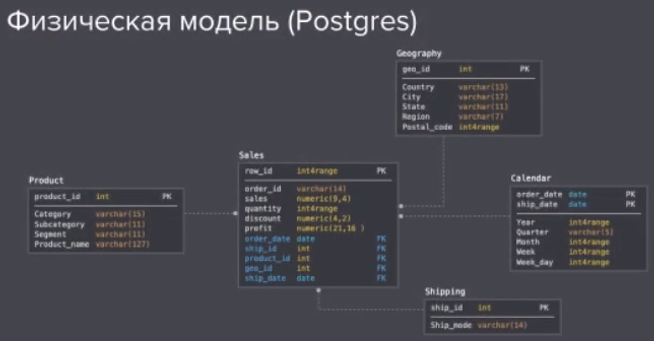 Физическая модель (Postgres)
Geography
geo_id int PK
Country varchar(13)
City varchar(17)
State varchar(11)
Region varchar(7)
Postal_code int4range
Sales
row_id int4range PK
order_id varchar(14)
sales numeric(9,4)
quantity int4range
discount numeric(4,2)
profit numeric(21,16 )
order_date date FK
ship_id int FK
product_id int FK
geo_id int FK
ship_date date FK
Product
product_id int PK
Category varchar(15)
Subcategory varchar(11)
Segment varchar(11)
Product_name varchar(127)
Calendar
order_date date PK
ship_date date PK
Year int4range
Quarter varchar(5)
Month int4range
Week int4range
Week_day int4range
Shipping
ship_id int PK
Ship_mode varchar(14)